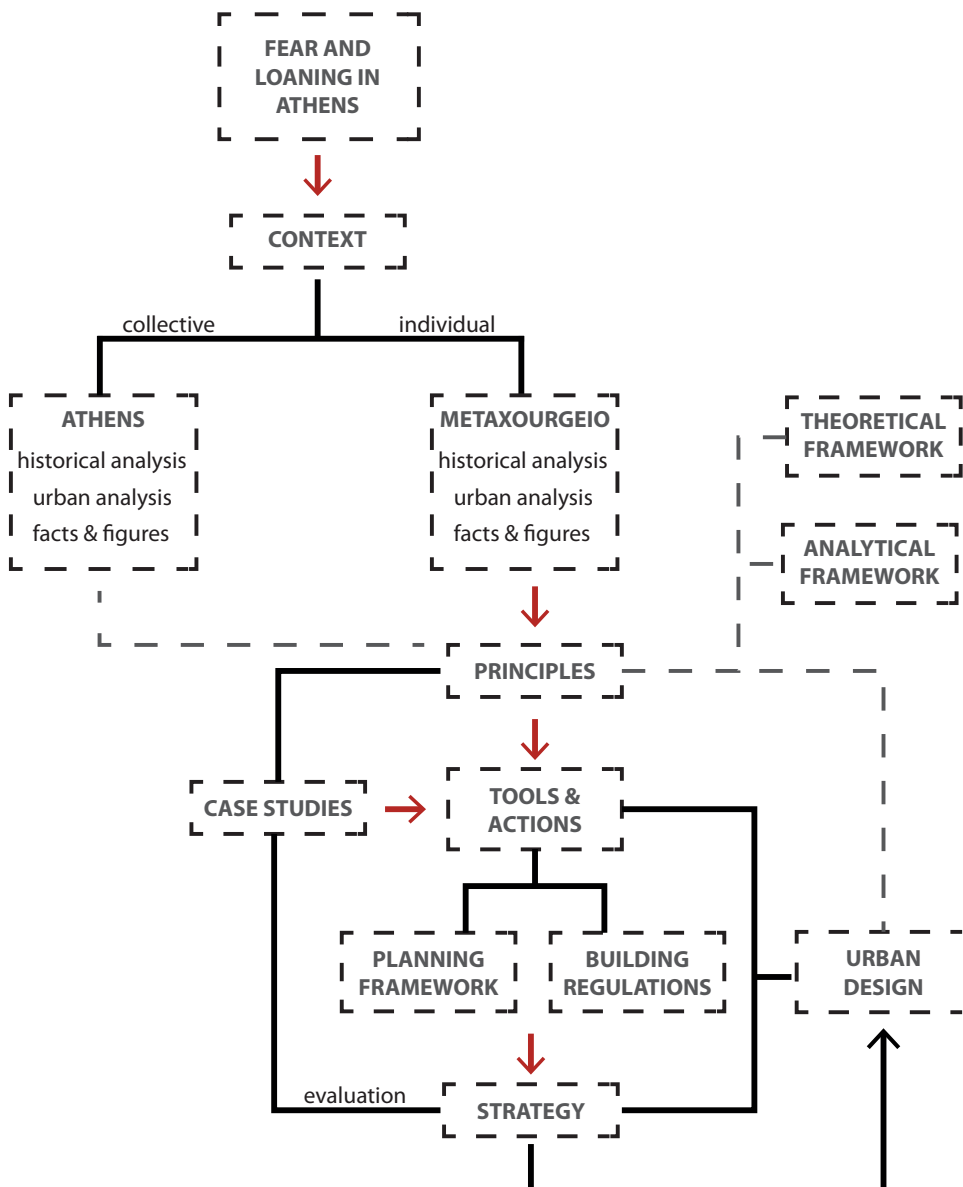 FEAR AND
LOANING IN
ATHENS
CONTEXT
collective
individual
ATHENS
historical analysis
urban analysis
facts & figures
METAXOURGEIO
historical analysis
urban analysis
facts & figures
THEORETICAL
FRAMEWORK
ANALYTICAL
FRAMEWORK
PRINCIPLES
CASE STUDIES
TOOLS &
ACTIONS
PLANNING
FRAMEWORK
BUILDING
REGULATIONS
URBAN
DESIGN
evaluation
STRATEGY